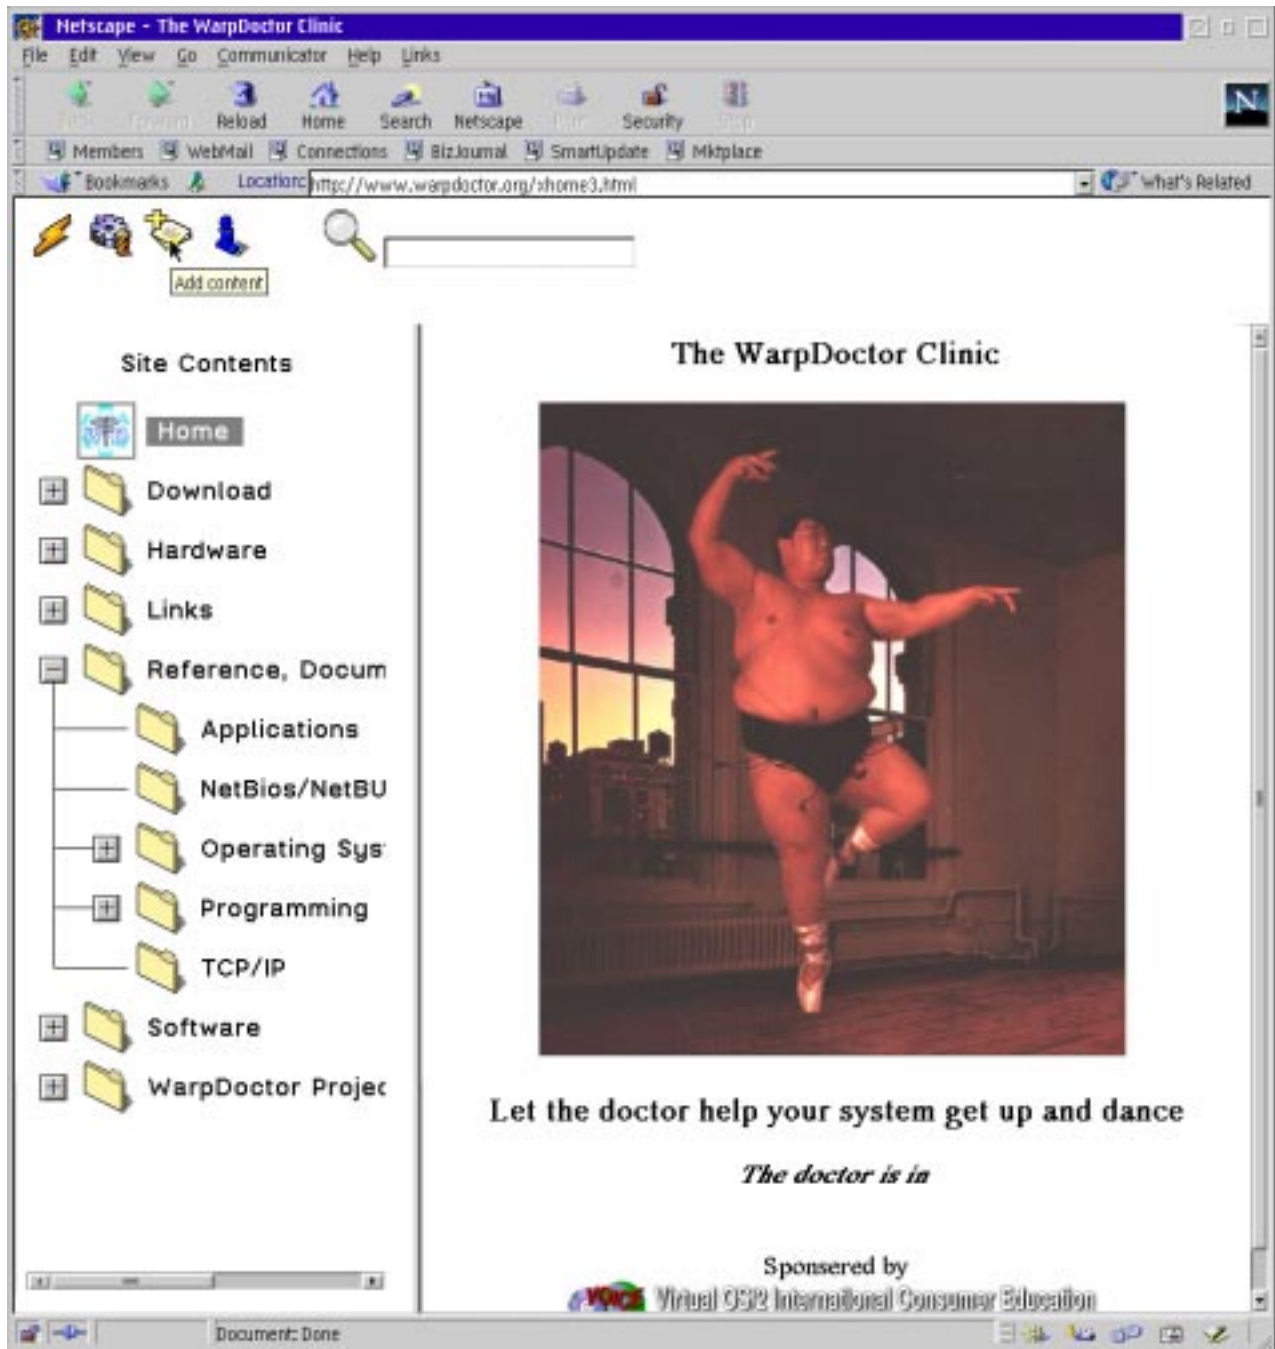 Netscape - The WarpDoctor Clinic
File Edit View Go Communicator Help Links
Reload Home Search Netscape Security
Members WebMail Connections BizJournal SmartUpdate Mktplace
Bookmarks Location: http://www.warpdoctor.org/xhome3.html What's Related
Add content
Site Contents
Home
Download
Hardware
Links
Reference, Docum
Applications
NetBios/NetBU
Operating Sys
Programming
TCP/IP
Software
WarpDoctor Projec
The WarpDoctor Clinic
Let the doctor help your system get up and dance
The doctor is in
Sponsered by
VOICE Virtual OS/2 International Consumer Education
Document: Done